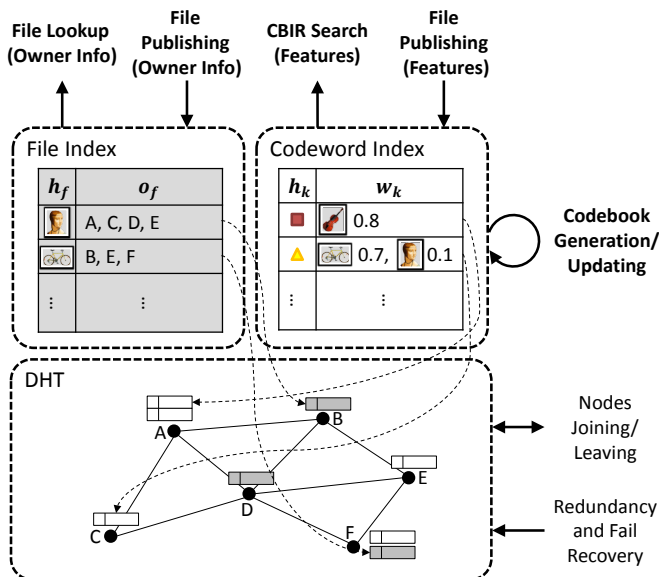 File Lookup
(Owner Info)
File
Publishing
(Owner Info)
CBIR Search
(Features)
File
Publishing
(Features)
File Index
h_f o_f
A, C, D, E
B, E, F
⋮ ⋮
Codeword Index
h_k w_k
0.8
0.7, 0.1
⋮ ⋮
Codebook
Generation/
Updating
DHT
A
B
C
D
E
F
Nodes
Joining/
Leaving
Redundancy
and Fail
Recovery